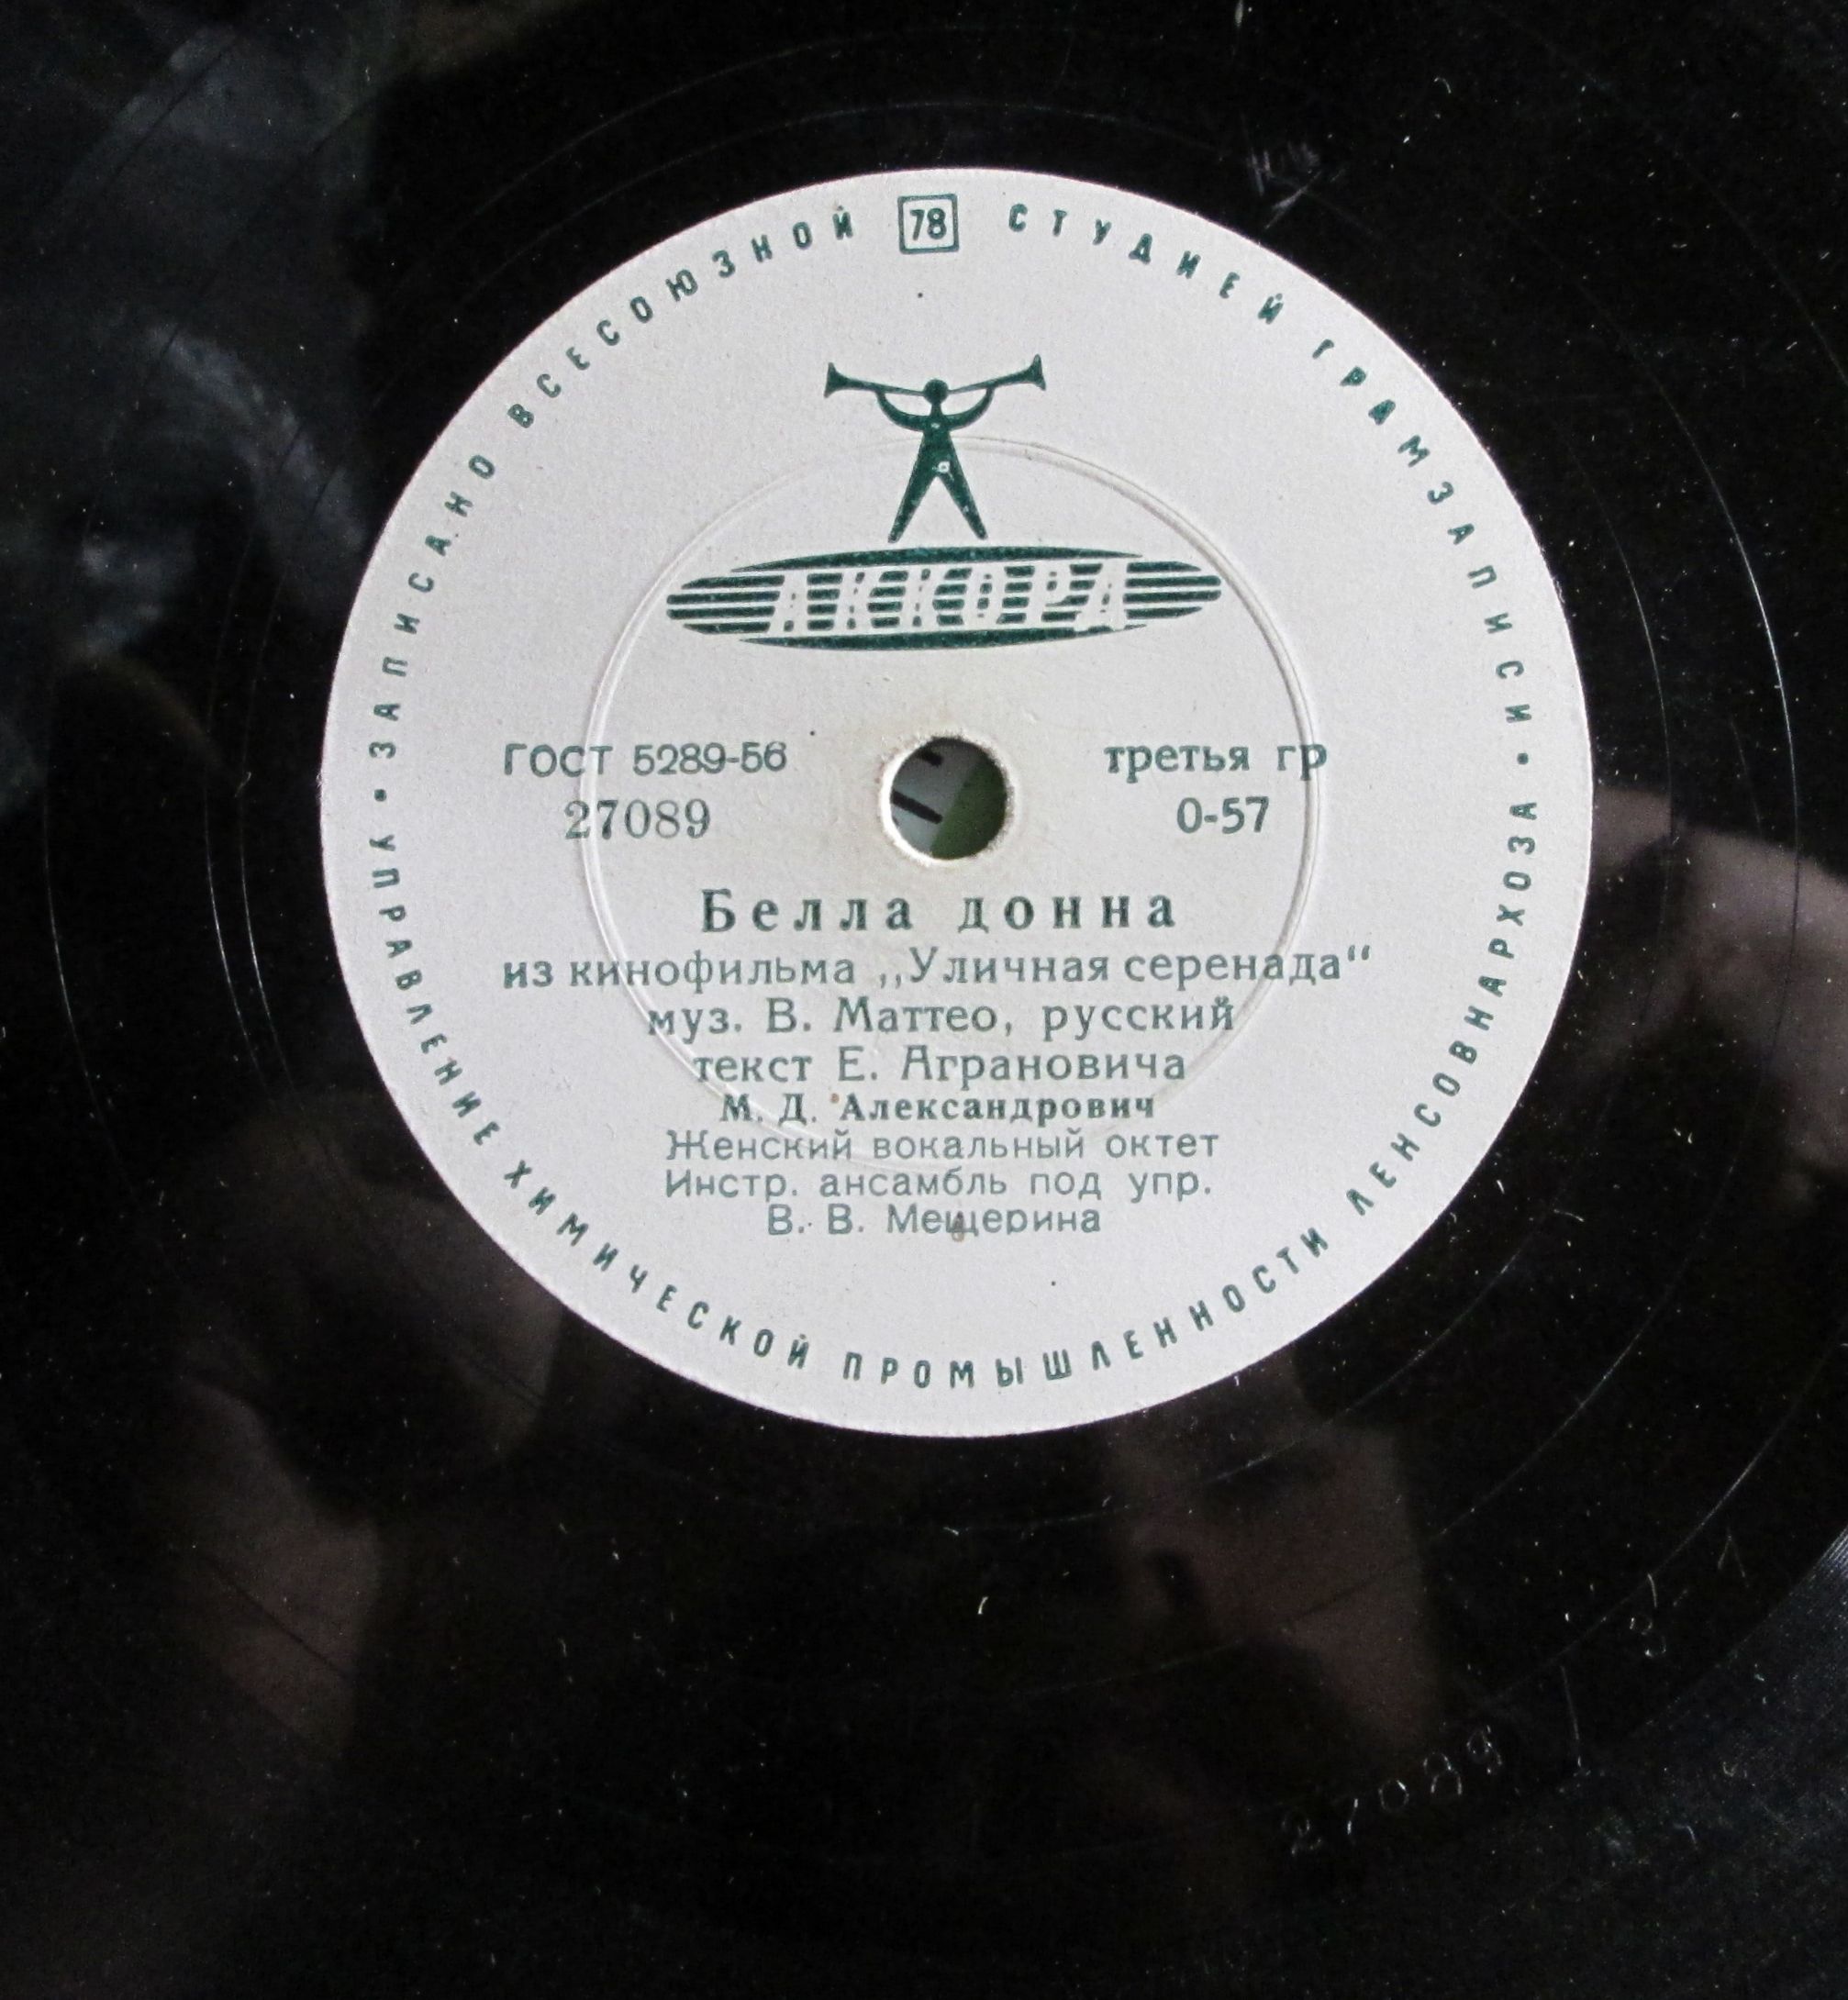 ЗАПИСАНО ВСЕСОЮЗНОЙ 78 СТУДИЕЙ ГРАМЗАПИСИ
АККОРД
ГОСТ 5289-56 третья гр
27089 0-57
Белла донна
из кинофильма „Уличная серенада“
муз. В. Маттео, русский
текст Е. Аграновича
М. Д. Александрович
Женский вокальный октет
Инстр. ансамбль под упр.
В. В. Мещерина
• УПРАВЛЕНИЕ ХИМИЧЕСКОЙ ПРОМЫШЛЕННОСТИ ЛЕНСОВНАРХОЗА •
27089